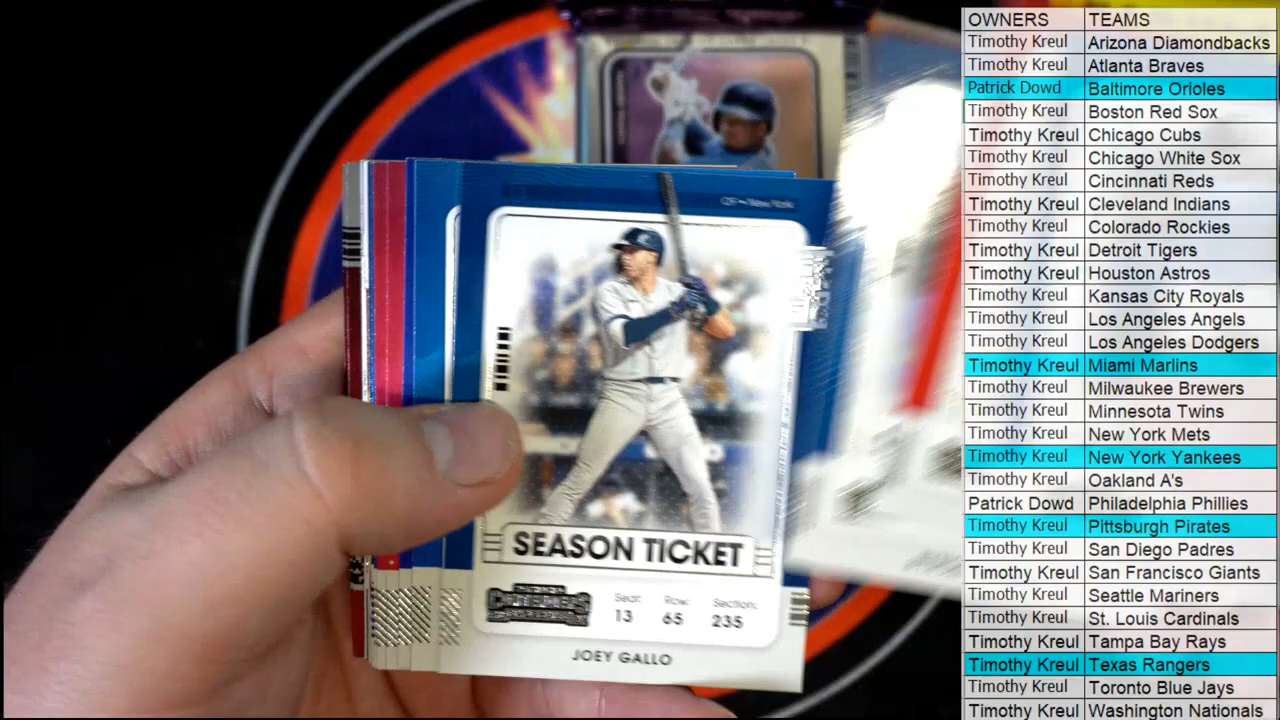 OWNERS TEAMS
Timothy Kreul Arizona Diamondbacks
Timothy Kreul Atlanta Braves
Patrick Dowd Baltimore Orioles
Timothy Kreul Boston Red Sox
Timothy Kreul Chicago Cubs
Timothy Kreul Chicago White Sox
Timothy Kreul Cincinnati Reds
Timothy Kreul Cleveland Indians
Timothy Kreul Colorado Rockies
Timothy Kreul Detroit Tigers
Timothy Kreul Houston Astros
Timothy Kreul Kansas City Royals
Timothy Kreul Los Angeles Angels
Timothy Kreul Los Angeles Dodgers
Timothy Kreul Miami Marlins
Timothy Kreul Milwaukee Brewers
Timothy Kreul Minnesota Twins
Timothy Kreul New York Mets
Timothy Kreul New York Yankees
Timothy Kreul Oakland A's
Patrick Dowd Philadelphia Phillies
Timothy Kreul Pittsburgh Pirates
Timothy Kreul San Diego Padres
Timothy Kreul San Francisco Giants
Timothy Kreul Seattle Mariners
Timothy Kreul St. Louis Cardinals
Timothy Kreul Tampa Bay Rays
Timothy Kreul Texas Rangers
Timothy Kreul Toronto Blue Jays
Timothy Kreul Washington Nationals
CF - New York
SEASON TICKET
CONTENDERS
Seat: Row: Section:
13 65 235
JOEY GALLO